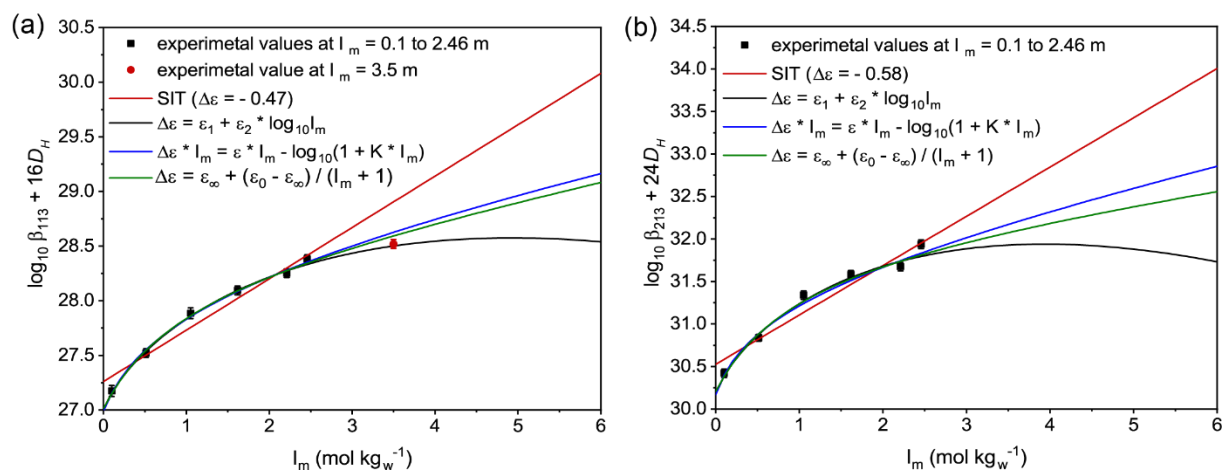 (a)
experimetal values at I m = 0.1 to 2.46 m
experimetal value at I m = 3.5 m
SIT (Δε = - 0.47)
Δε = ε₁ + ε₂ * log₁₀Iₘ
Δε * Iₘ = ε* Iₘ - log₁₀(1 + K * Iₘ)
Δε = ε∞ + (ε₀ - ε∞) / (Iₘ + 1)
30.5
30.0
29.5
29.0
28.5
28.0
27.5
27.0
log₁₀ β₁₁₃ + 16D_H
0 1 2 3 4 5 6
Iₘ (mol kg_w⁻¹)
(b)
experimetal values at I m = 0.1 to 2.46 m
SIT (Δε = - 0.58)
Δε = ε₁ + ε₂ * log₁₀Iₘ
Δε * Iₘ = ε* Iₘ - log₁₀(1 + K * Iₘ)
Δε = ε∞ + (ε₀ - ε∞) / (Iₘ + 1)
34.5
34.0
33.5
33.0
32.5
32.0
31.5
31.0
30.5
30.0
log₁₀ β₂₁₃ + 24D_H
0 1 2 3 4 5 6
Iₘ (mol kg_w⁻¹)